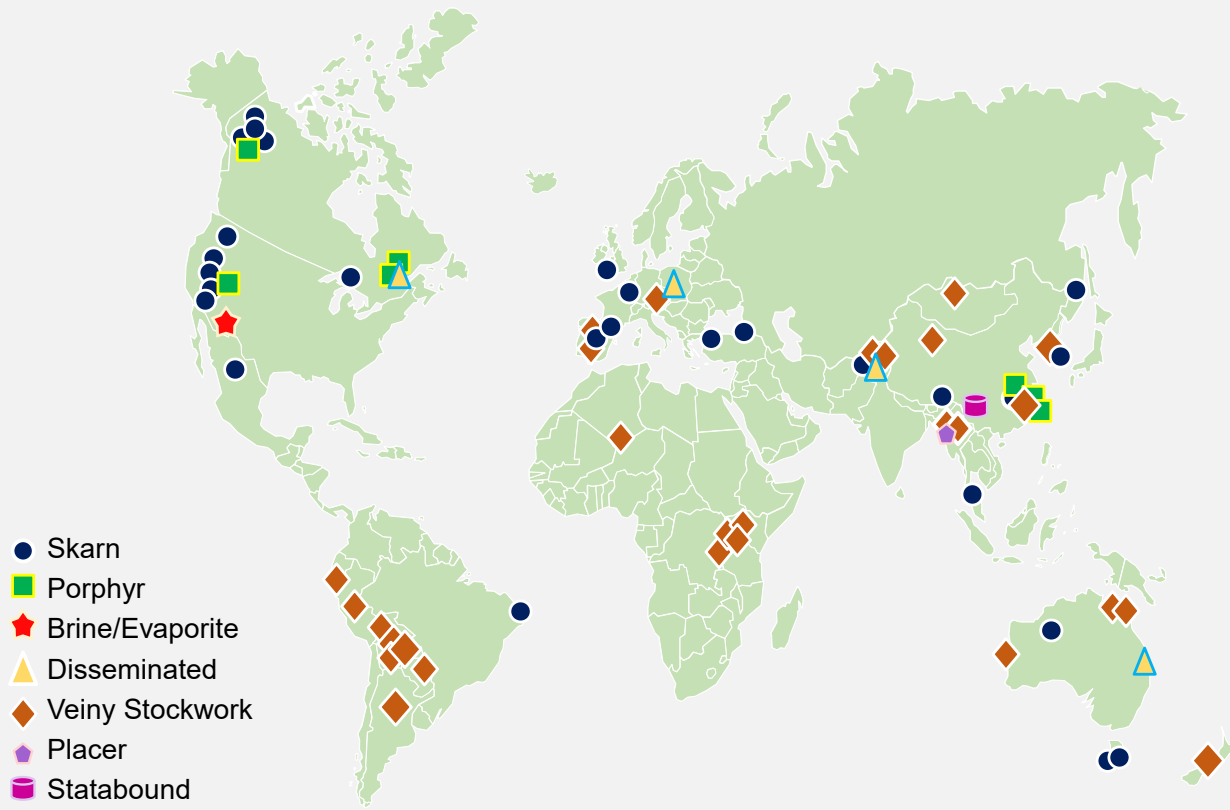 Skarn
Porphyr
Brine/Evaporite
Disseminated
Veiny Stockwork
Placer
Statabound